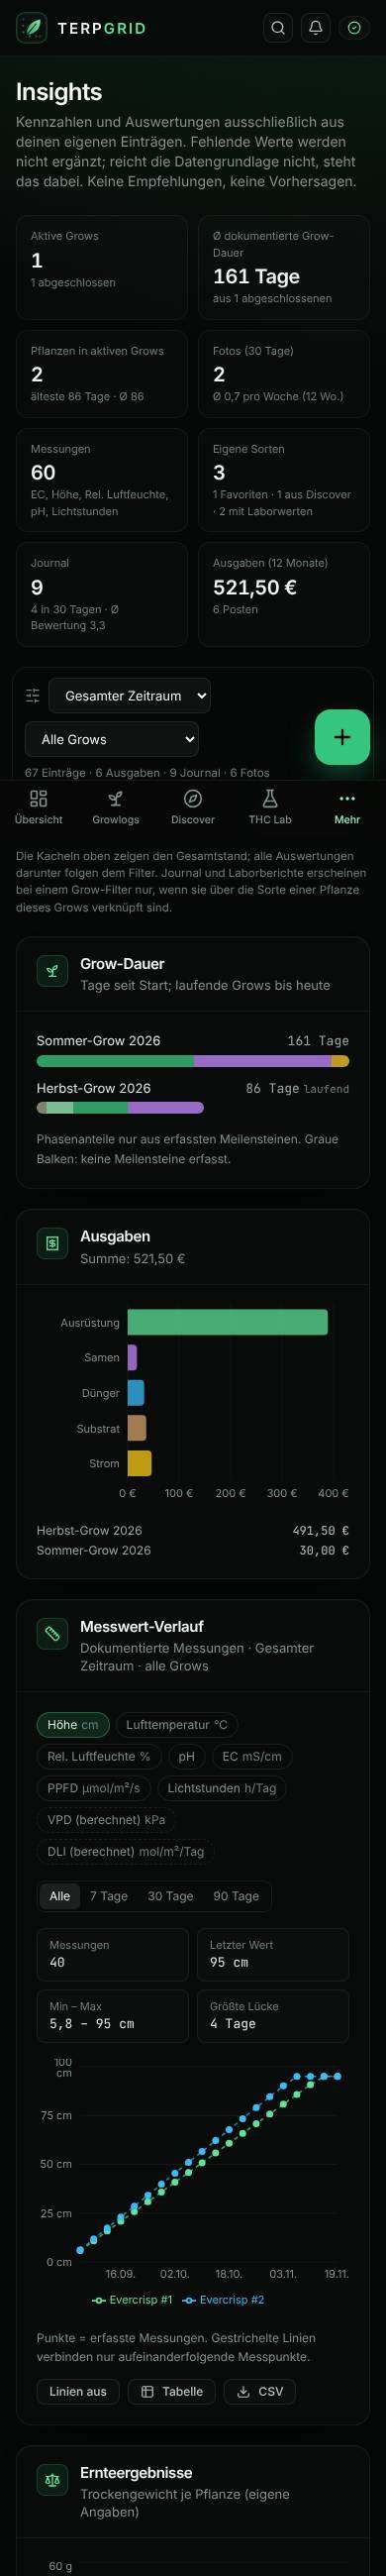 TERPGRID
Insights
Kennzahlen und Auswertungen ausschließlich aus
deinen eigenen Einträgen. Fehlende Werte werden
nicht ergänzt; reicht die Datengrundlage nicht, steht
das dabei. Keine Empfehlungen, keine Vorhersagen.
Aktive Grows
1
1 abgeschlossen
Ø dokumentierte Grow-
Dauer
161 Tage
aus 1 abgeschlossenen
Pflanzen in aktiven Grows
2
älteste 86 Tage · Ø 86
Fotos (30 Tage)
2
Ø 0,7 pro Woche (12 Wo.)
Messungen
60
EC, Höhe, Rel. Luftfeuchte,
pH, Lichtstunden
Eigene Sorten
3
1 Favoriten · 1 aus Discover
· 2 mit Laborwerten
Journal
9
4 in 30 Tagen · Ø
Bewertung 3,3
Ausgaben (12 Monate)
521,50 €
6 Posten
Gesamter Zeitraum
Alle Grows
67 Einträge · 6 Ausgaben · 9 Journal · 6 Fotos
Übersicht
Growlogs
Discover
THC Lab
Mehr
Die Kacheln oben zeigen den Gesamtstand; alle Auswertungen
darunter folgen dem Filter. Journal und Laborberichte erscheinen
bei einem Grow-Filter nur, wenn sie über die Sorte einer Pflanze
dieses Grows verknüpft sind.
Grow-Dauer
Tage seit Start; laufende Grows bis heute
Sommer-Grow 2026 161 Tage
Herbst-Grow 2026 86 Tage laufend
Phasenanteile nur aus erfassten Meilensteinen. Graue
Balken: keine Meilensteine erfasst.
Ausgaben
Summe: 521,50 €
Ausrüstung
Samen
Dünger
Substrat
Strom
0 € 100 € 200 € 300 € 400 €
Herbst-Grow 2026 491,50 €
Sommer-Grow 2026 30,00 €
Messwert-Verlauf
Dokumentierte Messungen · Gesamter
Zeitraum · alle Grows
Höhe cm Lufttemperatur °C
Rel. Luftfeuchte % pH EC mS/cm
PPFD µmol/m²/s Lichtstunden h/Tag
VPD (berechnet) kPa
DLI (berechnet) mol/m²/Tag
Alle 7 Tage 30 Tage 90 Tage
Messungen
40
Letzter Wert
95 cm
Min – Max
5,8 – 95 cm
Größte Lücke
4 Tage
100
cm
75 cm
50 cm
25 cm
0 cm
16.09. 02.10. 18.10. 03.11. 19.11.
Evercrisp #1 Evercrisp #2
Punkte = erfasste Messungen. Gestrichelte Linien
verbinden nur aufeinanderfolgende Messpunkte.
Linien aus Tabelle CSV
Ernteergebnisse
Trockengewicht je Pflanze (eigene
Angaben)
60 g